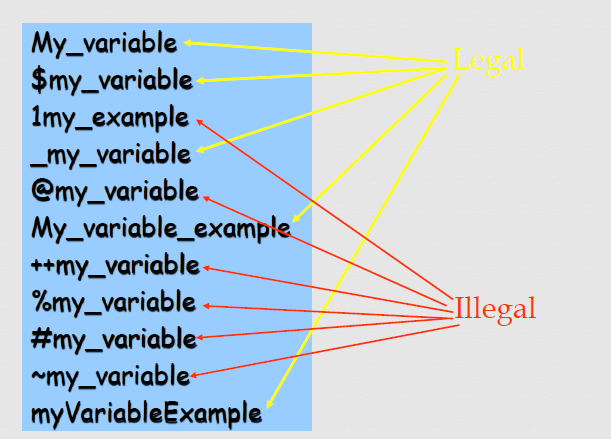 My_variable
$my_variable
1my_example
_my_variable
@my_variable
My_variable_example
++my_variable
%my_variable
#my_variable
~my_variable
myVariableExample
Legal
Illegal